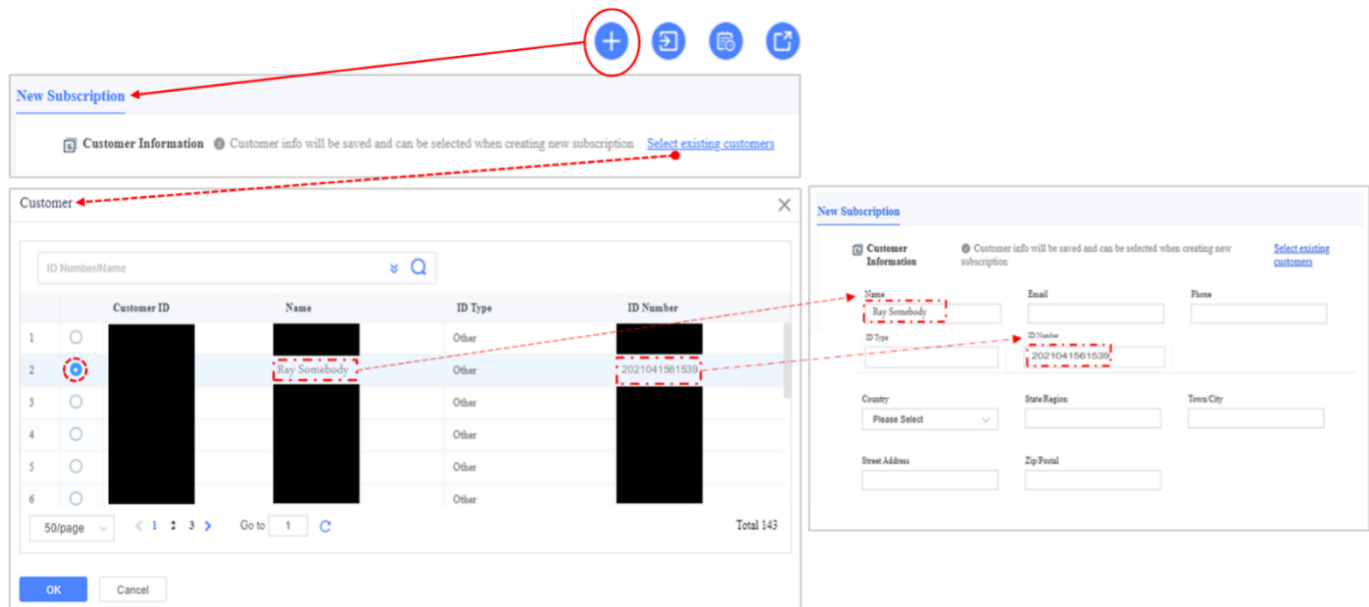 New Subscription
Customer Information Customer info will be saved and can be selected when creating new subscription Select existing customers
Customer
ID Number/Name
Customer ID Name ID Type ID Number
1 Other
2 Ray Somebody Other 2021041561539
3 Other
4 Other
5 Other
6 Other
50/page 1 2 3 Go to 1 Total 143
OK Cancel
New Subscription
Customer Information
Customer info will be saved and can be selected when creating new subscription
Select existing customers
Name Email Phone
Ray Somebody
ID Type ID Number
2021041561539
Country State/Region Town/City
Please Select
Street Address Zip/Postal